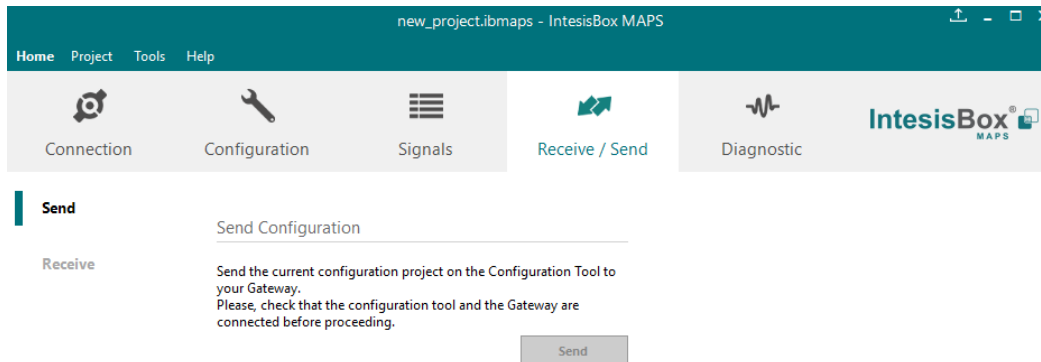 new_project.ibmaps - IntesisBox MAPS
Home Project Tools Help
Connection Configuration Signals Receive / Send Diagnostic
IntesisBox®
MAPS
Send
Send Configuration
Receive
Send the current configuration project on the Configuration Tool to
your Gateway.
Please, check that the configuration tool and the Gateway are
connected before proceeding.
Send